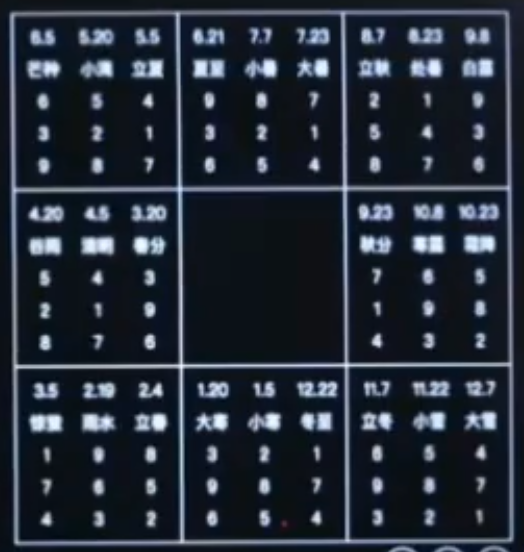 6.5 5.20 5.5
芒种 小满 立夏
6 5 4
3 2 1
9 8 7
6.21 7.7 7.23
夏至 小暑 大暑
9 8 7
3 2 1
6 5 4
8.7 8.23 9.8
立秋 处暑 白露
2 1 9
5 4 3
8 7 6
4.20 4.5 3.20
谷雨 清明 春分
5 4 3
2 1 9
8 7 6
9.23 10.8 10.23
秋分 寒露 霜降
7 6 5
1 9 8
4 3 2
3.5 2.19 2.4
惊蛰 雨水 立春
1 9 8
7 6 5
4 3 2
1.20 1.5 12.22
大寒 小寒 冬至
3 2 1
9 8 7
6 5 4
11.7 11.22 12.7
立冬 小雪 大雪
6 5 4
9 8 7
3 2 1